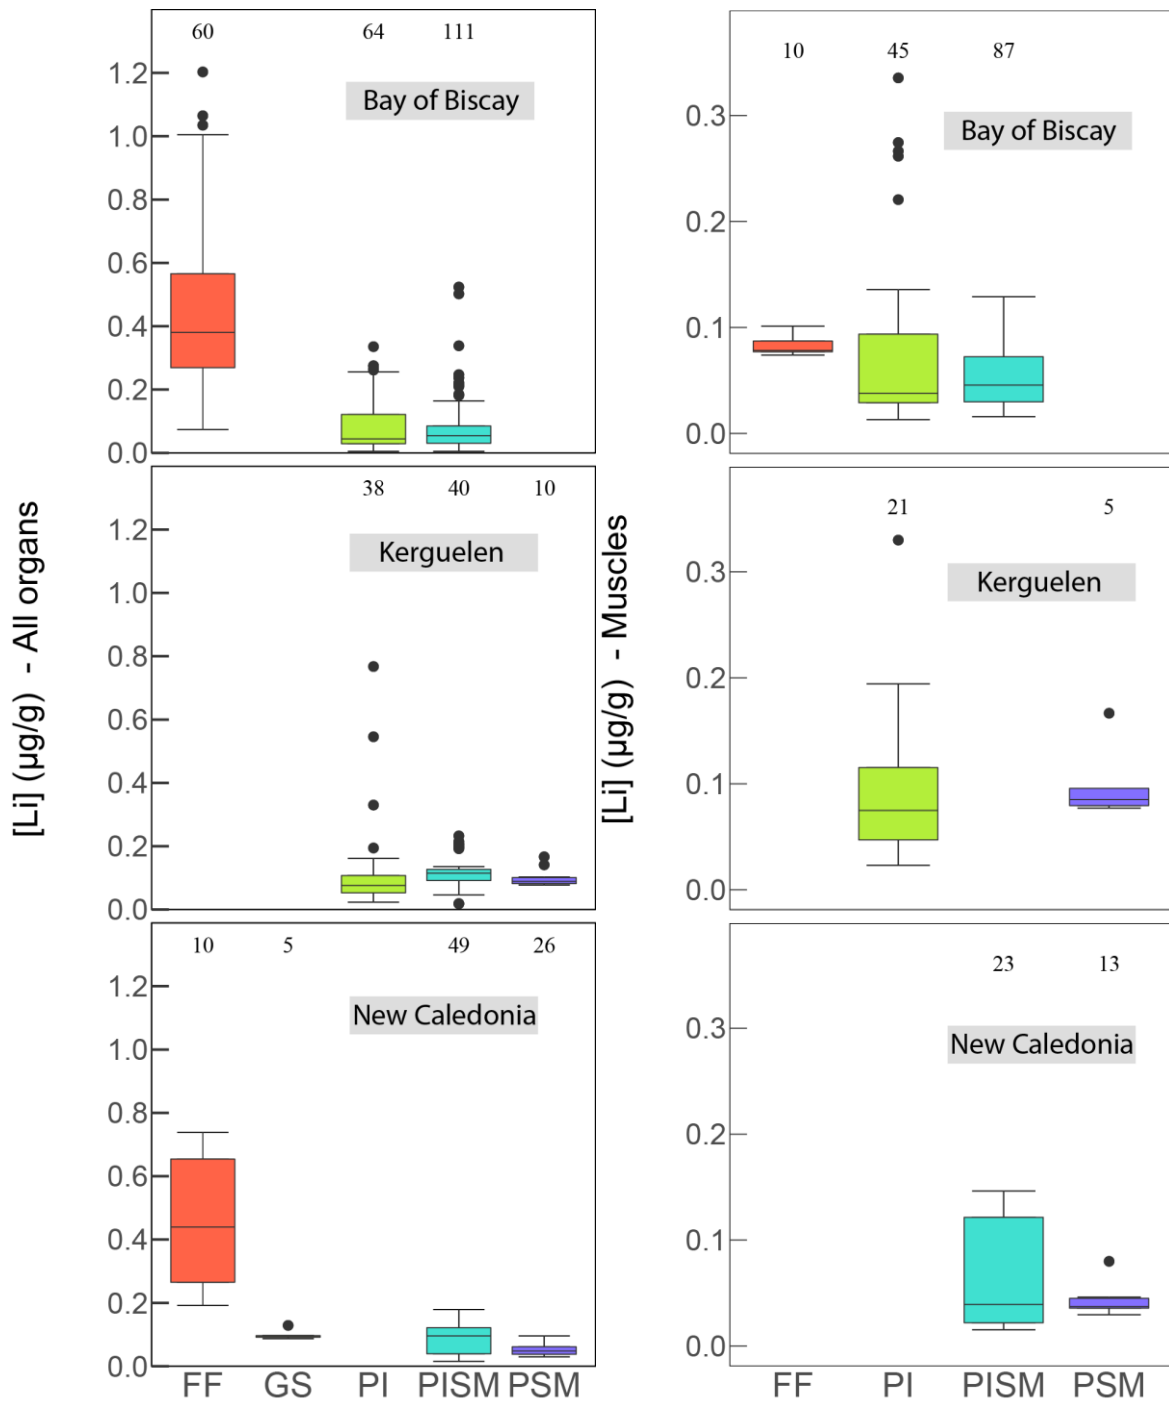 [Li] (µg/g) - All organs
60 64 111
Bay of Biscay
1.2
1.0
0.8
0.6
0.4
0.2
0.0
38 40 10
Kerguelen
1.2
1.0
0.8
0.6
0.4
0.2
0.0
10 5 49 26
New Caledonia
1.2
1.0
0.8
0.6
0.4
0.2
0.0
FF GS PI PISM PSM
[Li] (µg/g) - Muscles
10 45 87
Bay of Biscay
0.3
0.2
0.1
0.0
21 5
Kerguelen
0.3
0.2
0.1
0.0
23 13
New Caledonia
0.3
0.2
0.1
0.0
FF PI PISM PSM